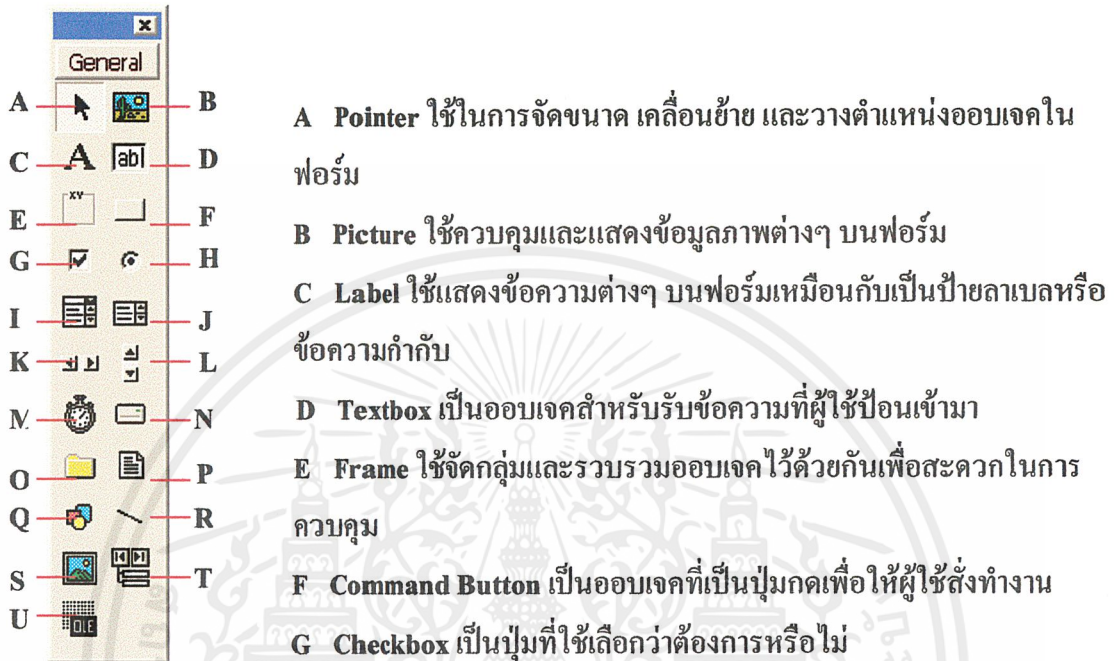 General
A B
C D
E F
G H
I J
K L
M N
O P
Q R
S T
U
XY
A
ab
OLE
A Pointer ใช้ในการจัดขนาด เคลื่อนย้าย และวางตำแหน่งออบเจคใน
ฟอร์ม
B Picture ใช้ควบคุมและแสดงข้อมูลภาพต่างๆ บนฟอร์ม
C Label ใช้แสดงข้อความต่างๆ บนฟอร์มเหมือนกับเป็นป้ายลาเบลหรือ
ข้อความกำกับ
D Textbox เป็นออบเจคสำหรับรับข้อความที่ผู้ใช้ป้อนเข้ามา
E Frame ใช้จัดกลุ่มและรวบรวมออบเจคไว้ด้วยกันเพื่อสะดวกในการ
ควบคุม
F Command Button เป็นออบเจคที่เป็นปุ่มกดเพื่อให้ผู้ใช้สั่งทำงาน
G Checkbox เป็นปุ่มที่ใช้เลือกว่าต้องการหรือไม่